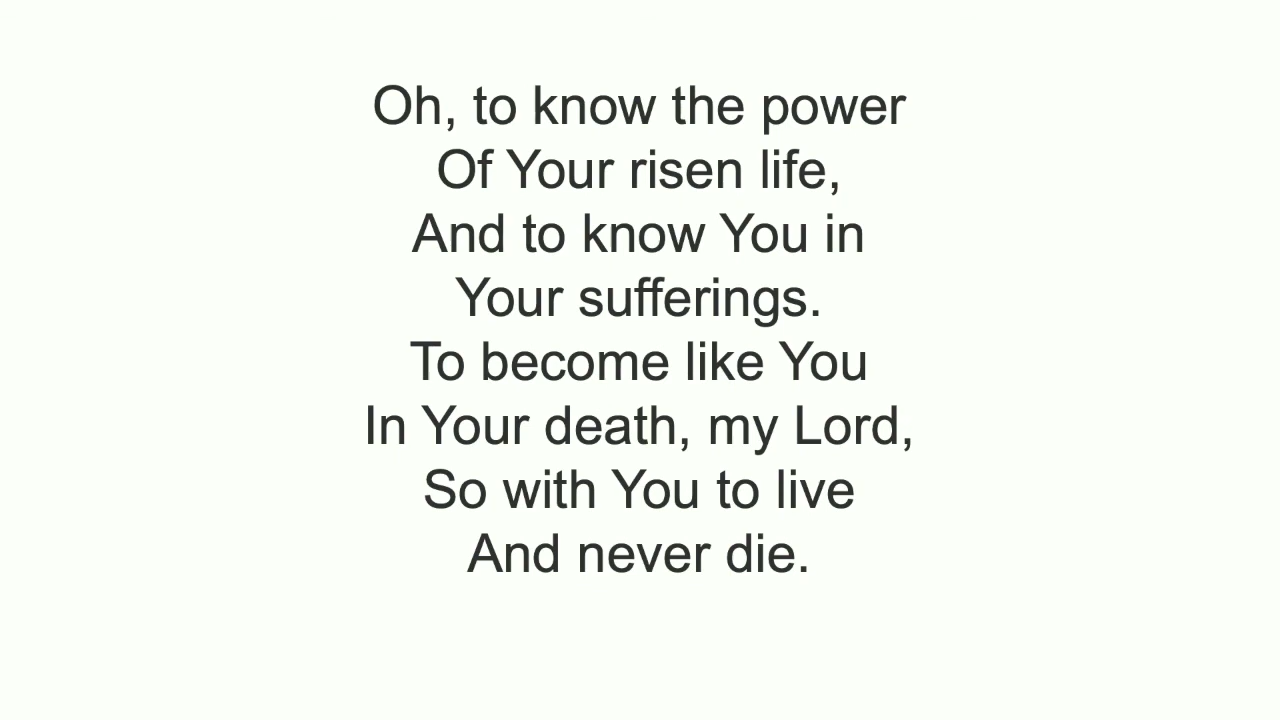 Oh, to know the power
Of Your risen life,
And to know You in
Your sufferings.
To become like You
In Your death, my Lord,
So with You to live
And never die.